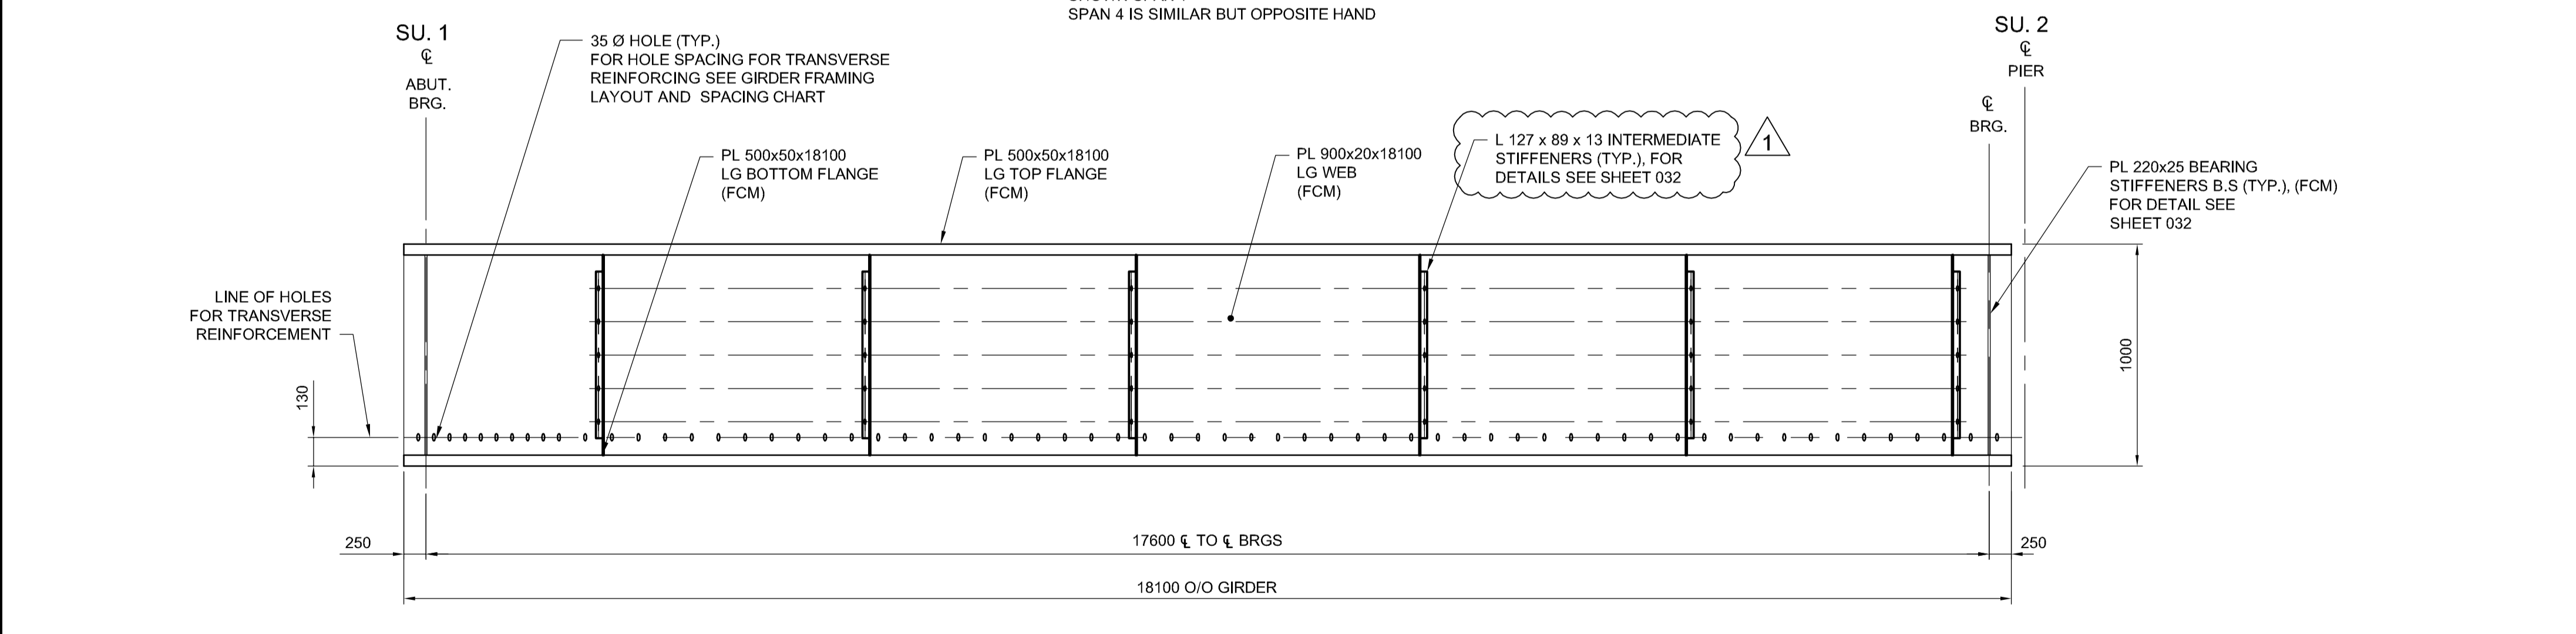 SPAN 4 IS SIMILAR BUT OPPOSITE HAND
SU. 1
℄
ABUT.
BRG.
35 Ø HOLE (TYP.)
FOR HOLE SPACING FOR TRANSVERSE
REINFORCING SEE GIRDER FRAMING
LAYOUT AND SPACING CHART
PL 500x50x18100
LG BOTTOM FLANGE
(FCM)
PL 500x50x18100
LG TOP FLANGE
(FCM)
PL 900x20x18100
LG WEB
(FCM)
L 127 x 89 x 13 INTERMEDIATE
STIFFENERS (TYP.), FOR
DETAILS SEE SHEET 032
1
SU. 2
℄
PIER
℄
BRG.
PL 220x25 BEARING
STIFFENERS B.S (TYP.), (FCM)
FOR DETAIL SEE
SHEET 032
LINE OF HOLES
FOR TRANSVERSE
REINFORCEMENT
130
1000
250
17600 ℄ TO ℄ BRGS
250
18100 O/O GIRDER